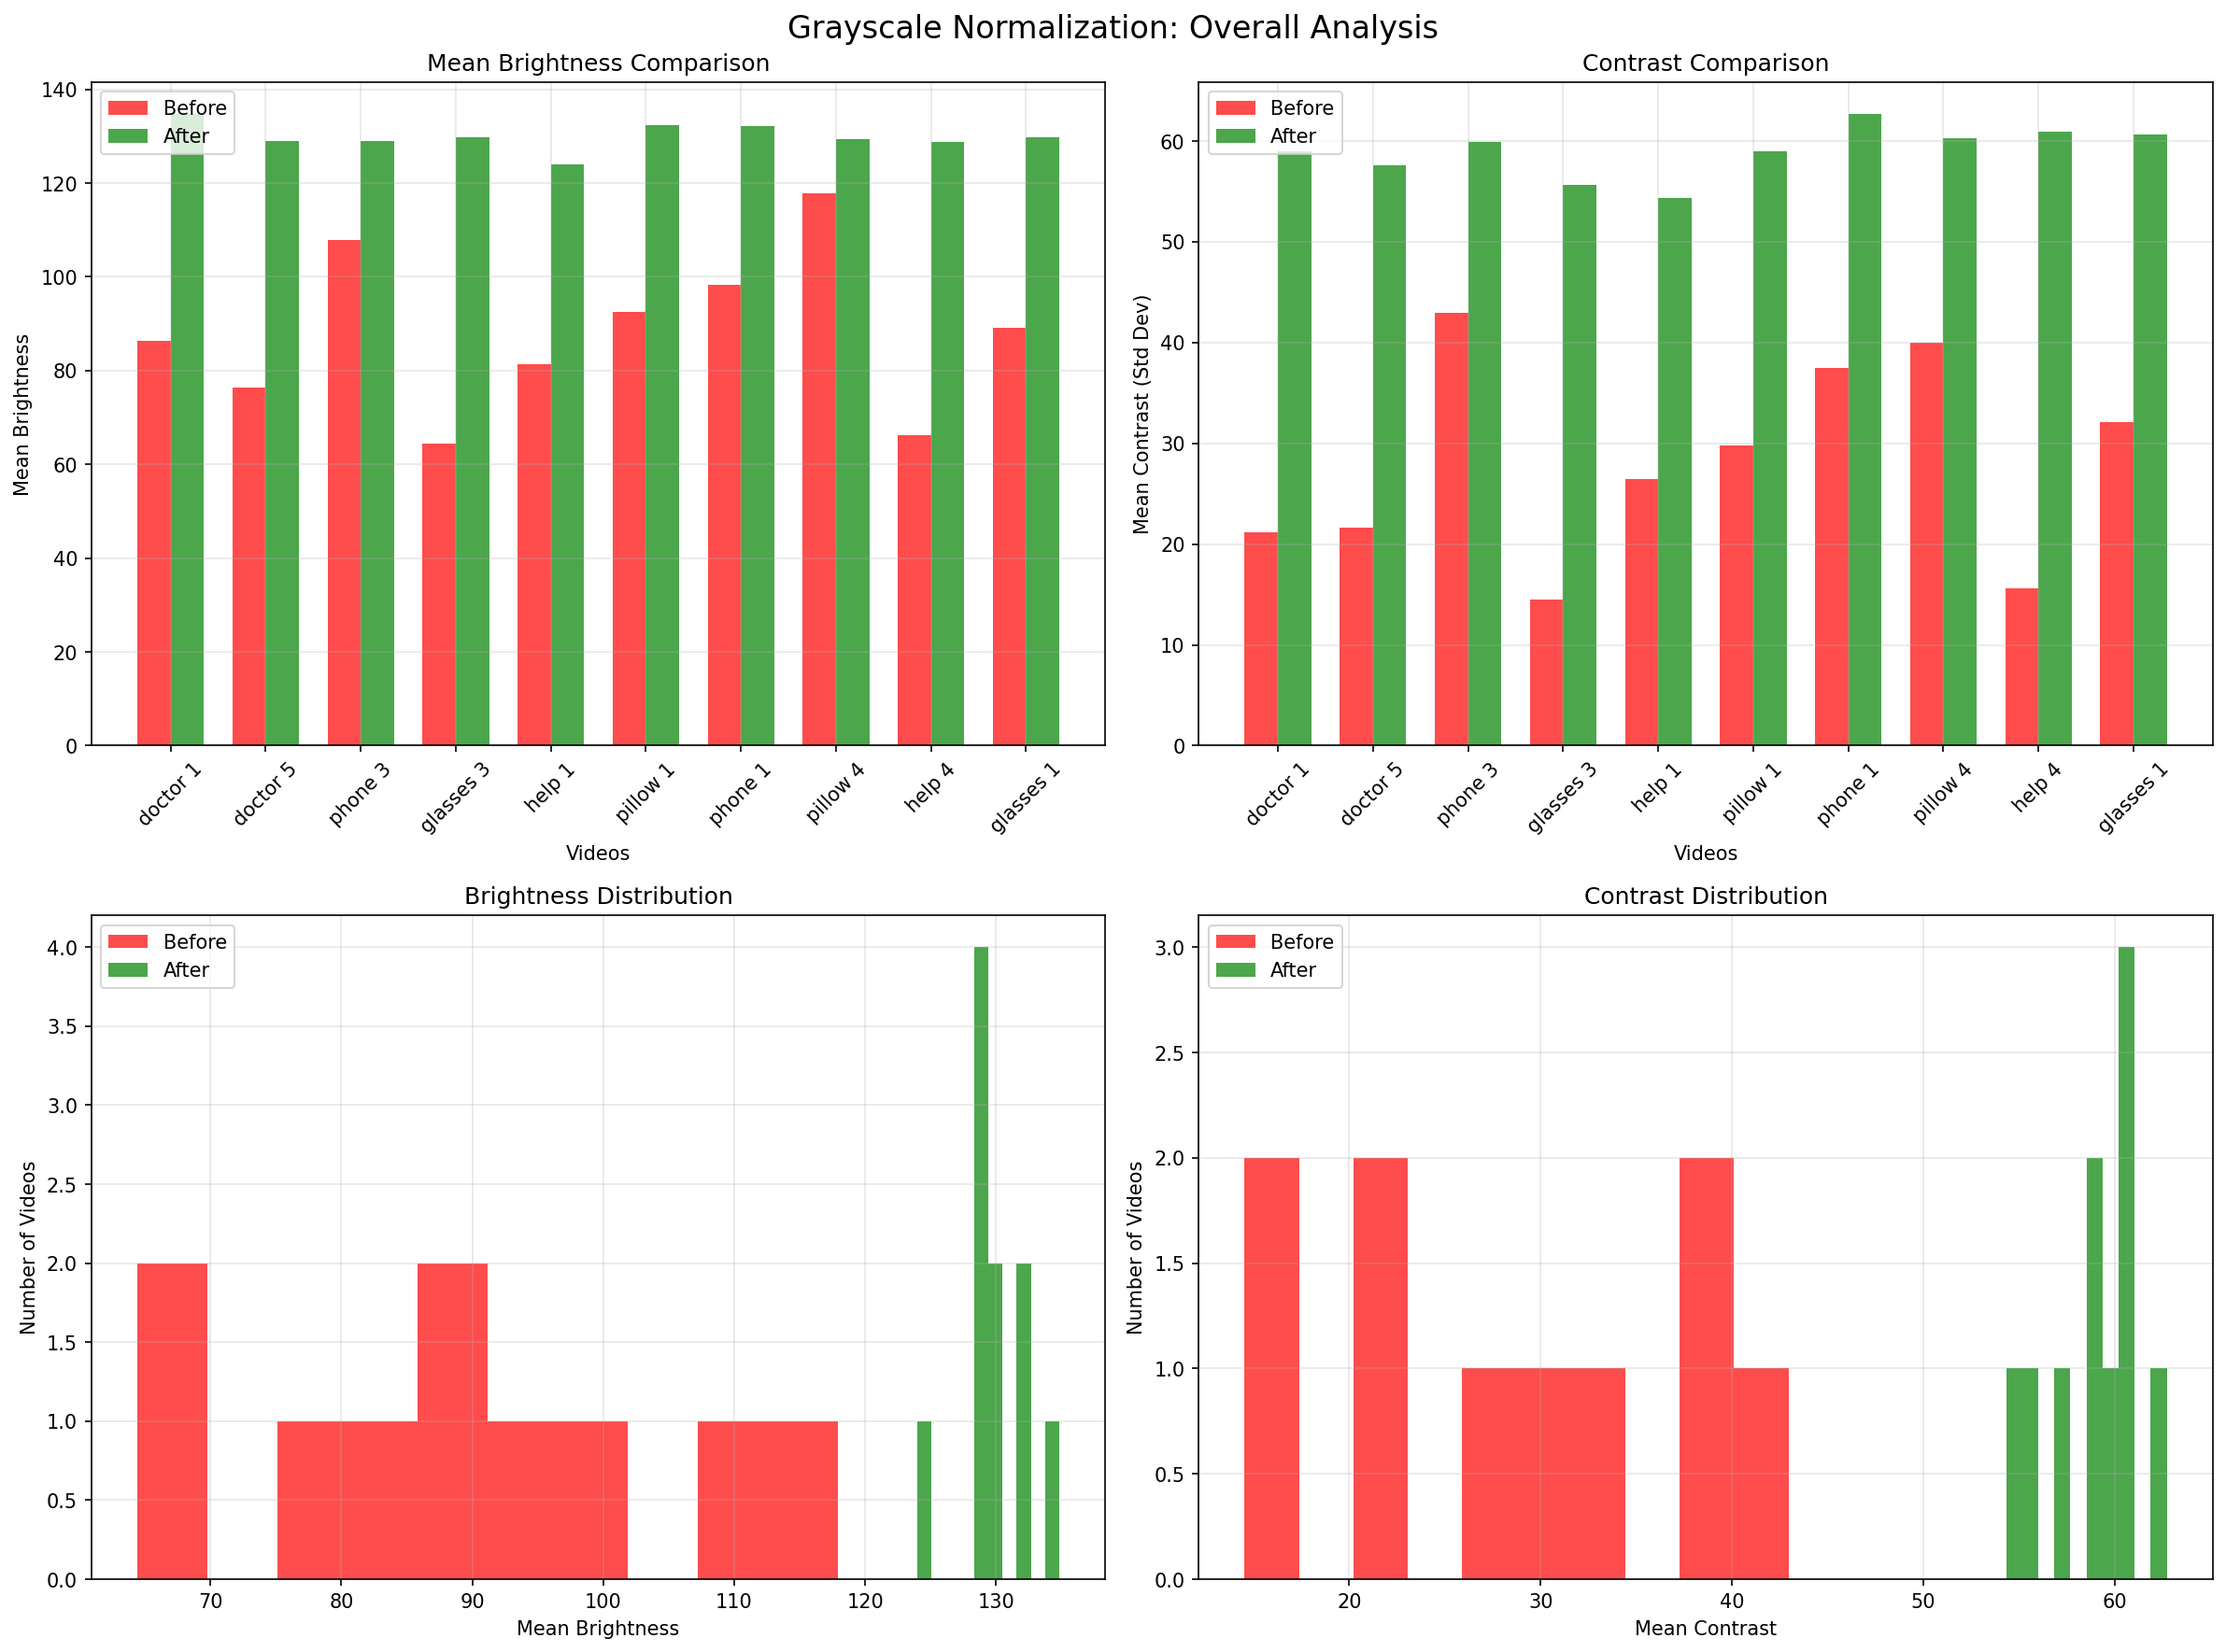 Grayscale Normalization: Overall Analysis
Mean Brightness Comparison
Before
After
Mean Brightness
0
20
40
60
80
100
120
140
doctor 1
doctor 5
phone 3
glasses 3
help 1
pillow 1
phone 1
pillow 4
help 4
glasses 1
Videos
Contrast Comparison
Before
After
Mean Contrast (Std Dev)
0
10
20
30
40
50
60
doctor 1
doctor 5
phone 3
glasses 3
help 1
pillow 1
phone 1
pillow 4
help 4
glasses 1
Videos
Brightness Distribution
Before
After
Number of Videos
0.0
0.5
1.0
1.5
2.0
2.5
3.0
3.5
4.0
70 80 90 100 110 120 130
Mean Brightness
Contrast Distribution
Before
After
Number of Videos
0.0
0.5
1.0
1.5
2.0
2.5
3.0
20 30 40 50 60
Mean Contrast